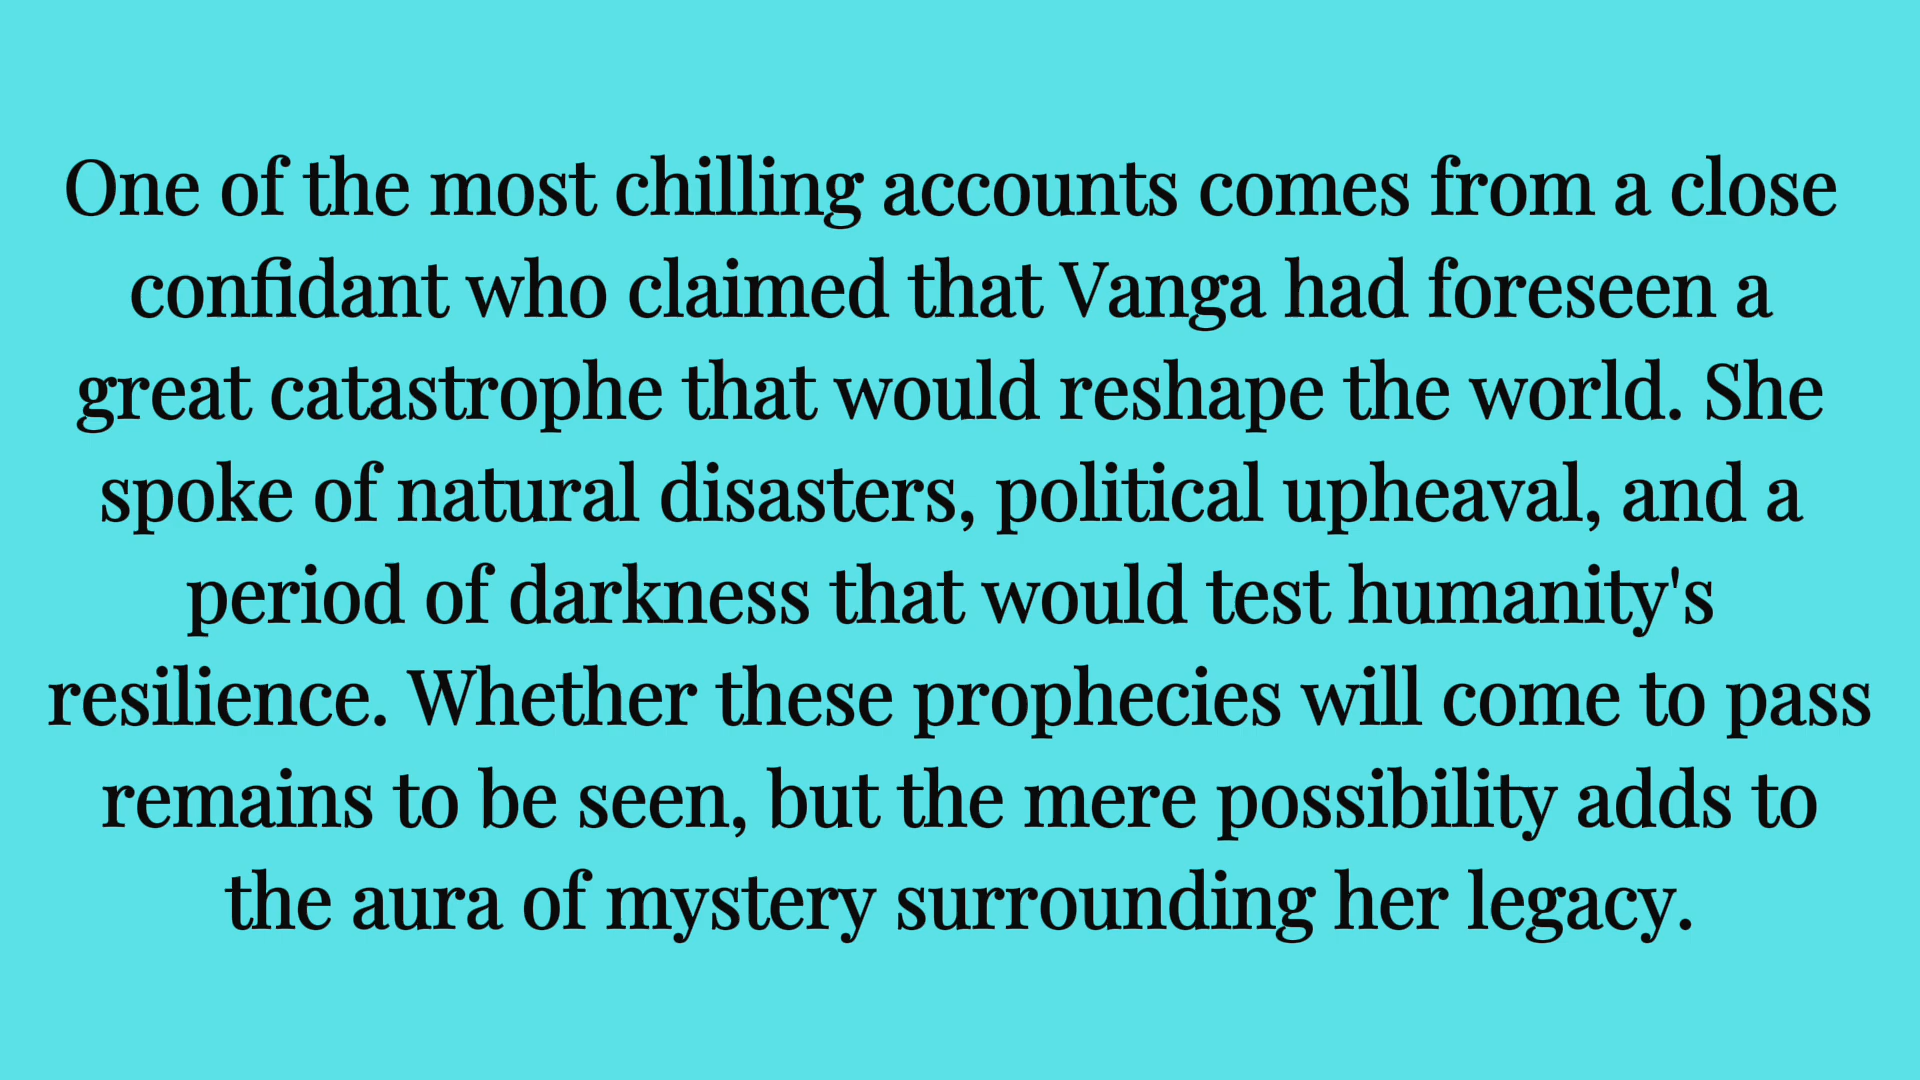 One of the most chilling accounts comes from a close
confidant who claimed that Vanga had foreseen a
great catastrophe that would reshape the world. She
spoke of natural disasters, political upheaval, and a
period of darkness that would test humanity's
resilience. Whether these prophecies will come to pass
remains to be seen, but the mere possibility adds to
the aura of mystery surrounding her legacy.